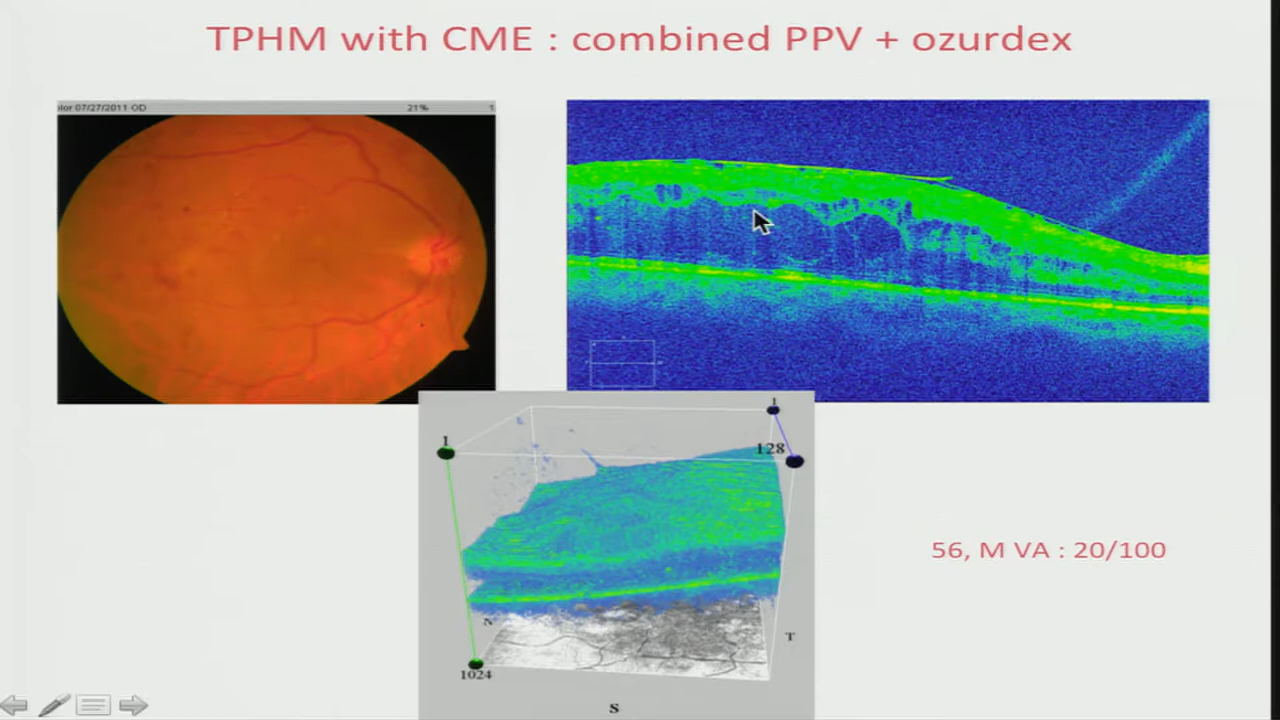 TPHM with CME : combined PPV + ozurdex
olor 07/27/2011 OD 21% 1
1
1
128
N
T
1024
S
56, M VA : 20/100